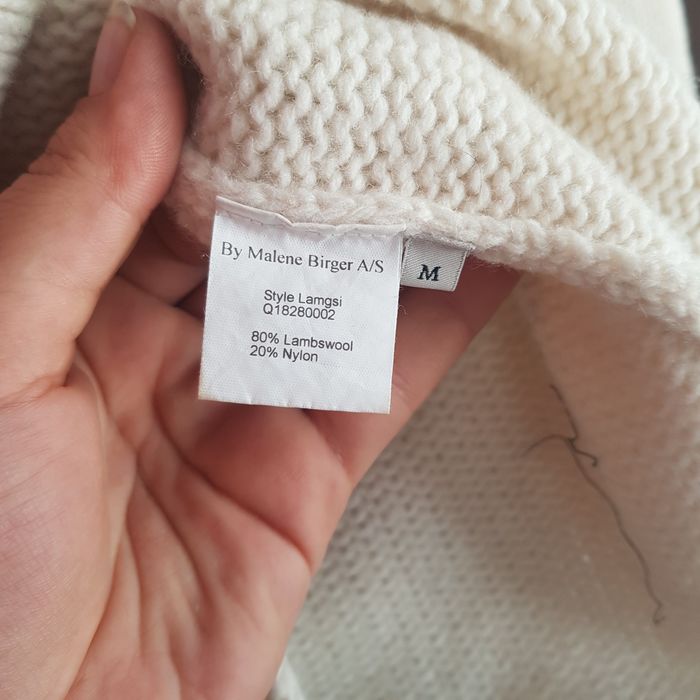 By Malene Birger A/S
M
Style Lamgsi
Q18280002
80% Lambswool
20% Nylon